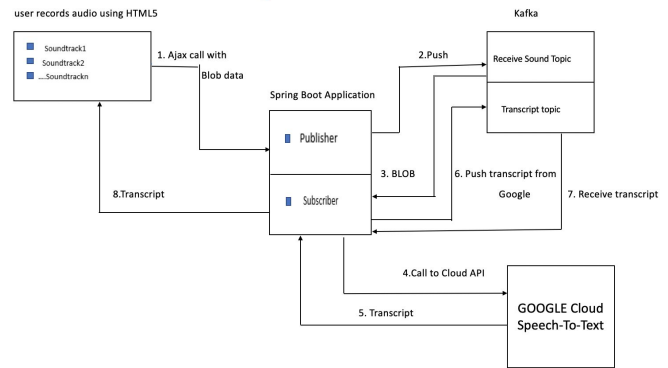 user records audio using HTML5
Kafka
Soundtrack1
Soundtrack2
....Soundtrackn
1. Ajax call with
Blob data
2.Push
Receive Sound Topic
Transcript topic
Spring Boot Application
Publisher
Subscriber
3. BLOB
6. Push transcript from
Google
7. Receive transcript
8.Transcript
4.Call to Cloud API
5. Transcript
GOOGLE Cloud
Speech-To-Text